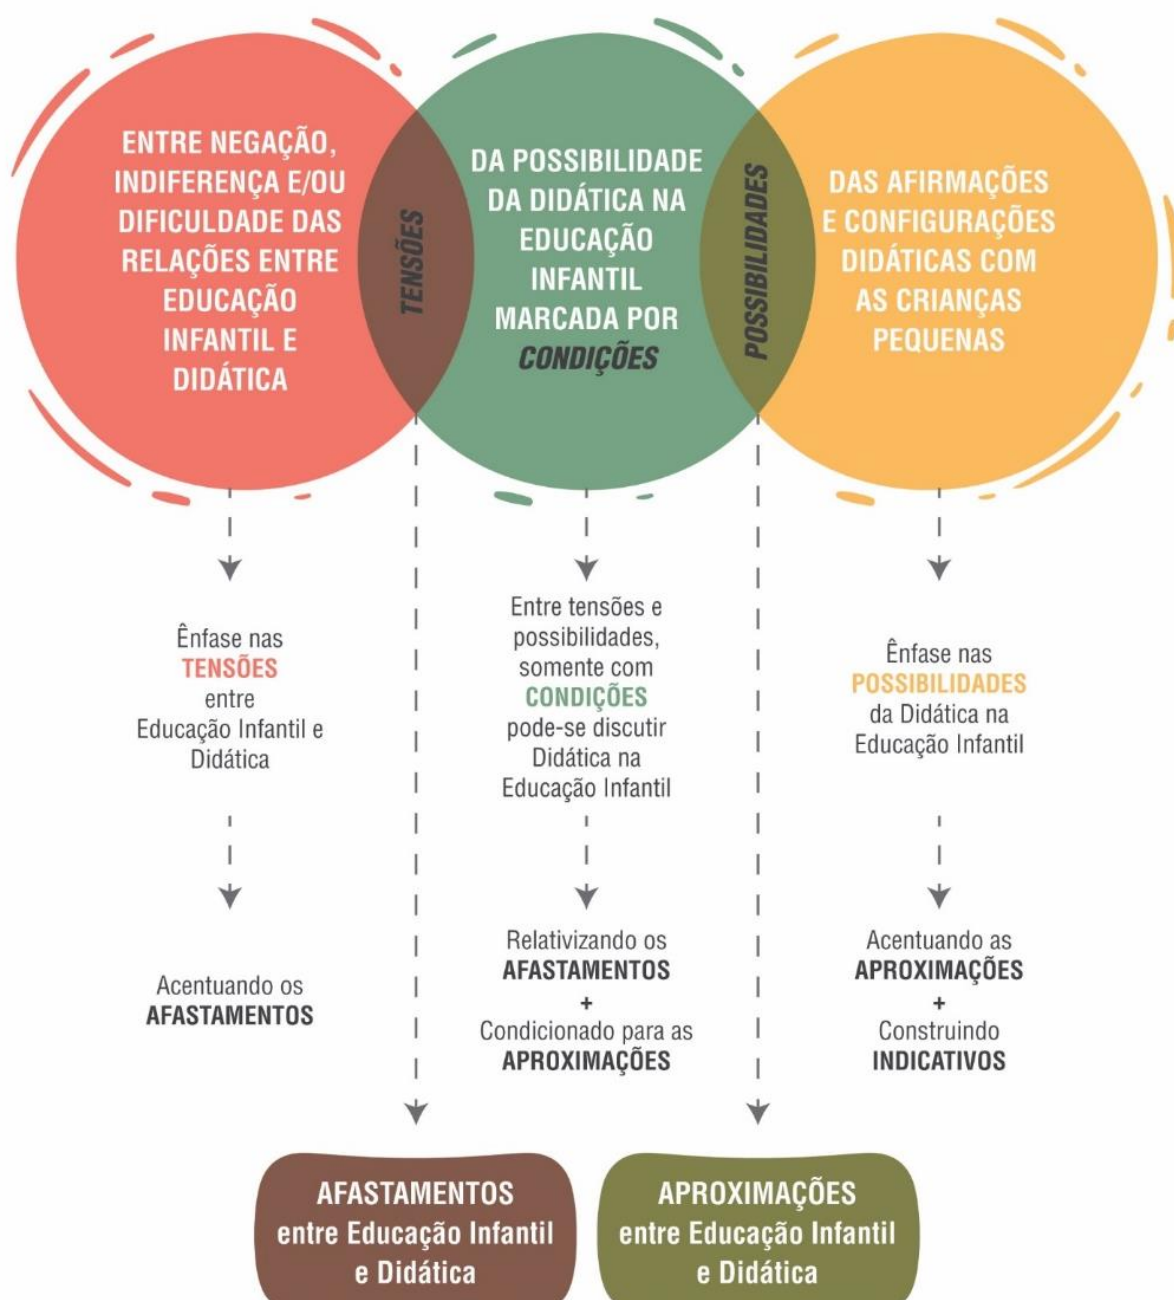 ENTRE NEGAÇÃO,
INDIFERENÇA E/OU
DIFICULDADE DAS
RELAÇÕES ENTRE
EDUCAÇÃO
INFANTIL E
DIDÁTICA
TENSÕES
DA POSSIBILIDADE
DA DIDÁTICA NA
EDUCAÇÃO
INFANTIL
MARCADA POR
CONDIÇÕES
POSSIBILIDADES
DAS AFIRMAÇÕES
E CONFIGURAÇÕES
DIDÁTICAS COM
AS CRIANÇAS
PEQUENAS
Ênfase nas
TENSÕES
entre
Educação Infantil e
Didática
Entre tensões e
possibilidades,
somente com
CONDIÇÕES
pode-se discutir
Didática na
Educação Infantil
Ênfase nas
POSSIBILIDADES
da Didática na
Educação Infantil
Acentuando os
AFASTAMENTOS
Relativizando os
AFASTAMENTOS
+
Condicionado para as
APROXIMAÇÕES
Acentuando as
APROXIMAÇÕES
+
Construindo
INDICATIVOS
AFASTAMENTOS
entre Educação Infantil
e Didática
APROXIMAÇÕES
entre Educação Infantil
e Didática